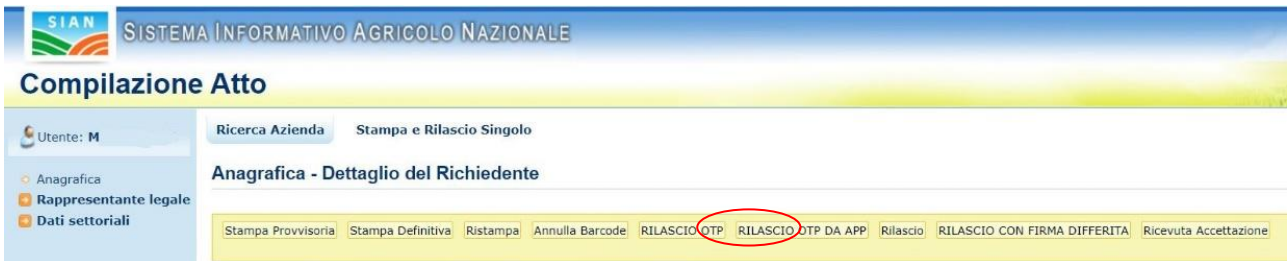 SIAN
SISTEMA INFORMATIVO AGRICOLO NAZIONALE
Compilazione Atto
Utente: M
Ricerca Azienda Stampa e Rilascio Singolo
Anagrafica - Dettaglio del Richiedente
Anagrafica
Rappresentante legale
Dati settoriali
Stampa Provvisoria Stampa Definitiva Ristampa Annulla Barcode RILASCIO OTP RILASCIO OTP DA APP Rilascio RILASCIO CON FIRMA DIFFERITA Ricevuta Accettazione